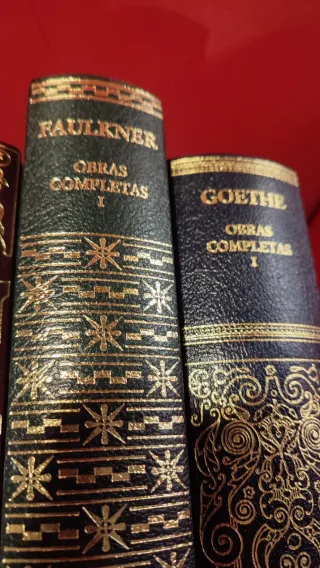 FAULKNER
OBRAS
COMPLETAS
I
GOETHE
OBRAS
COMPLETAS
I